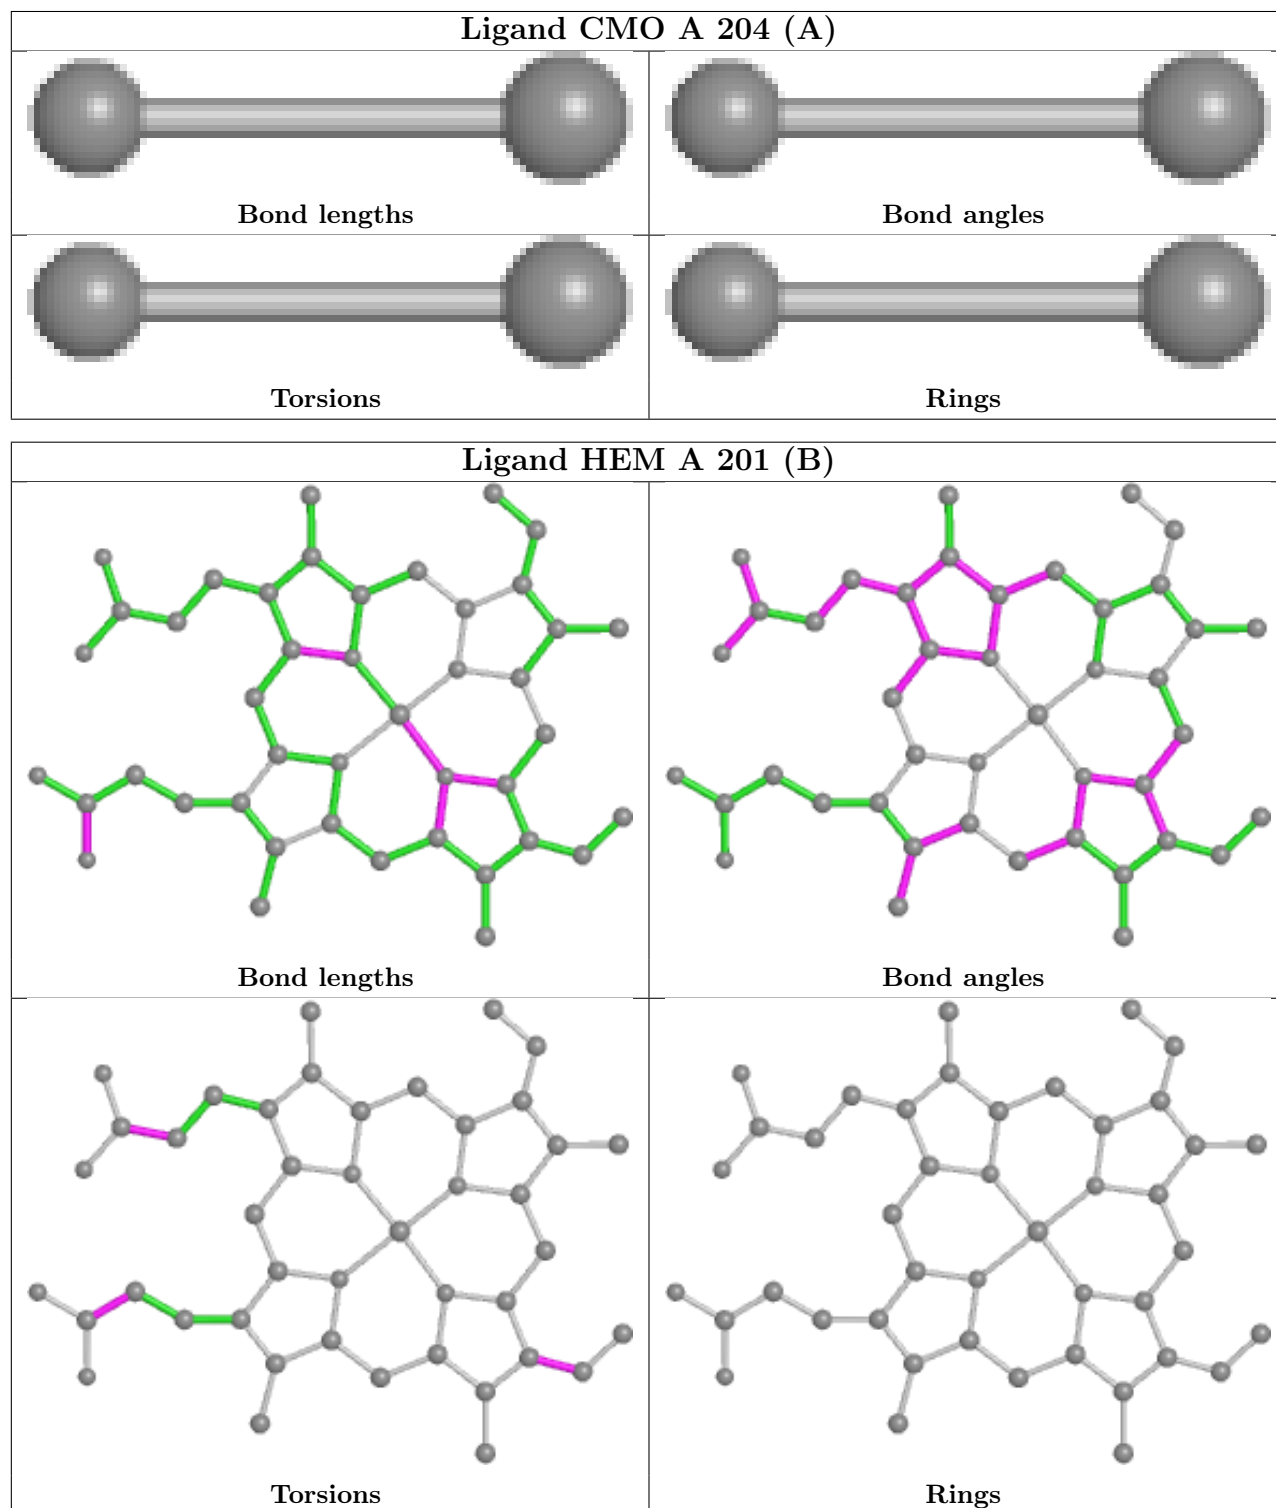 Ligand CMO A 204 (A)
Bond lengths
Bond angles
Torsions
Rings
Ligand HEM A 201 (B)
Bond lengths
Bond angles
Torsions
Rings